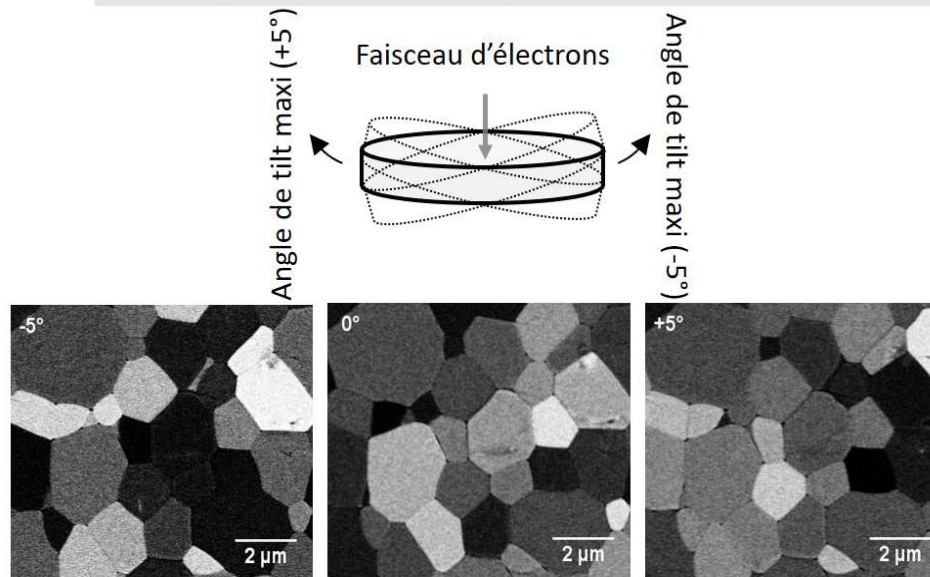 Angle de tilt maxi (+5°)
Faisceau d’électrons
Angle de tilt maxi (-5°)
-5°
2 µm
0°
2 µm
+5°
2 µm